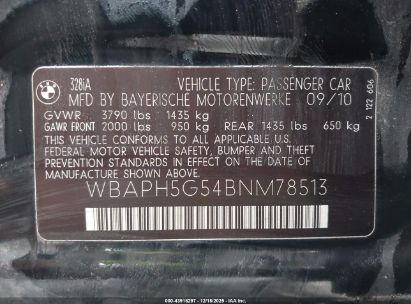 BMW
328iA
VEHICLE TYPE: PASSENGER CAR
MFD BY BAYERISCHE MOTORENWERKE 09/10
GVWR 3790 lbs 1435 kg
GAWR FRONT 2000 lbs 950 kg REAR 1435 lbs 650 kg
THIS VEHICLE CONFORMS TO ALL APPLICABLE U.S.
FEDERAL MOTOR VEHICLE SAFETY, BUMPER AND THEFT
PREVENTION STANDARDS IN EFFECT ON THE DATE OF
MANUFACTURE SHOWN ABOVE.
WBAPH5G54BNM78513
2 122 606